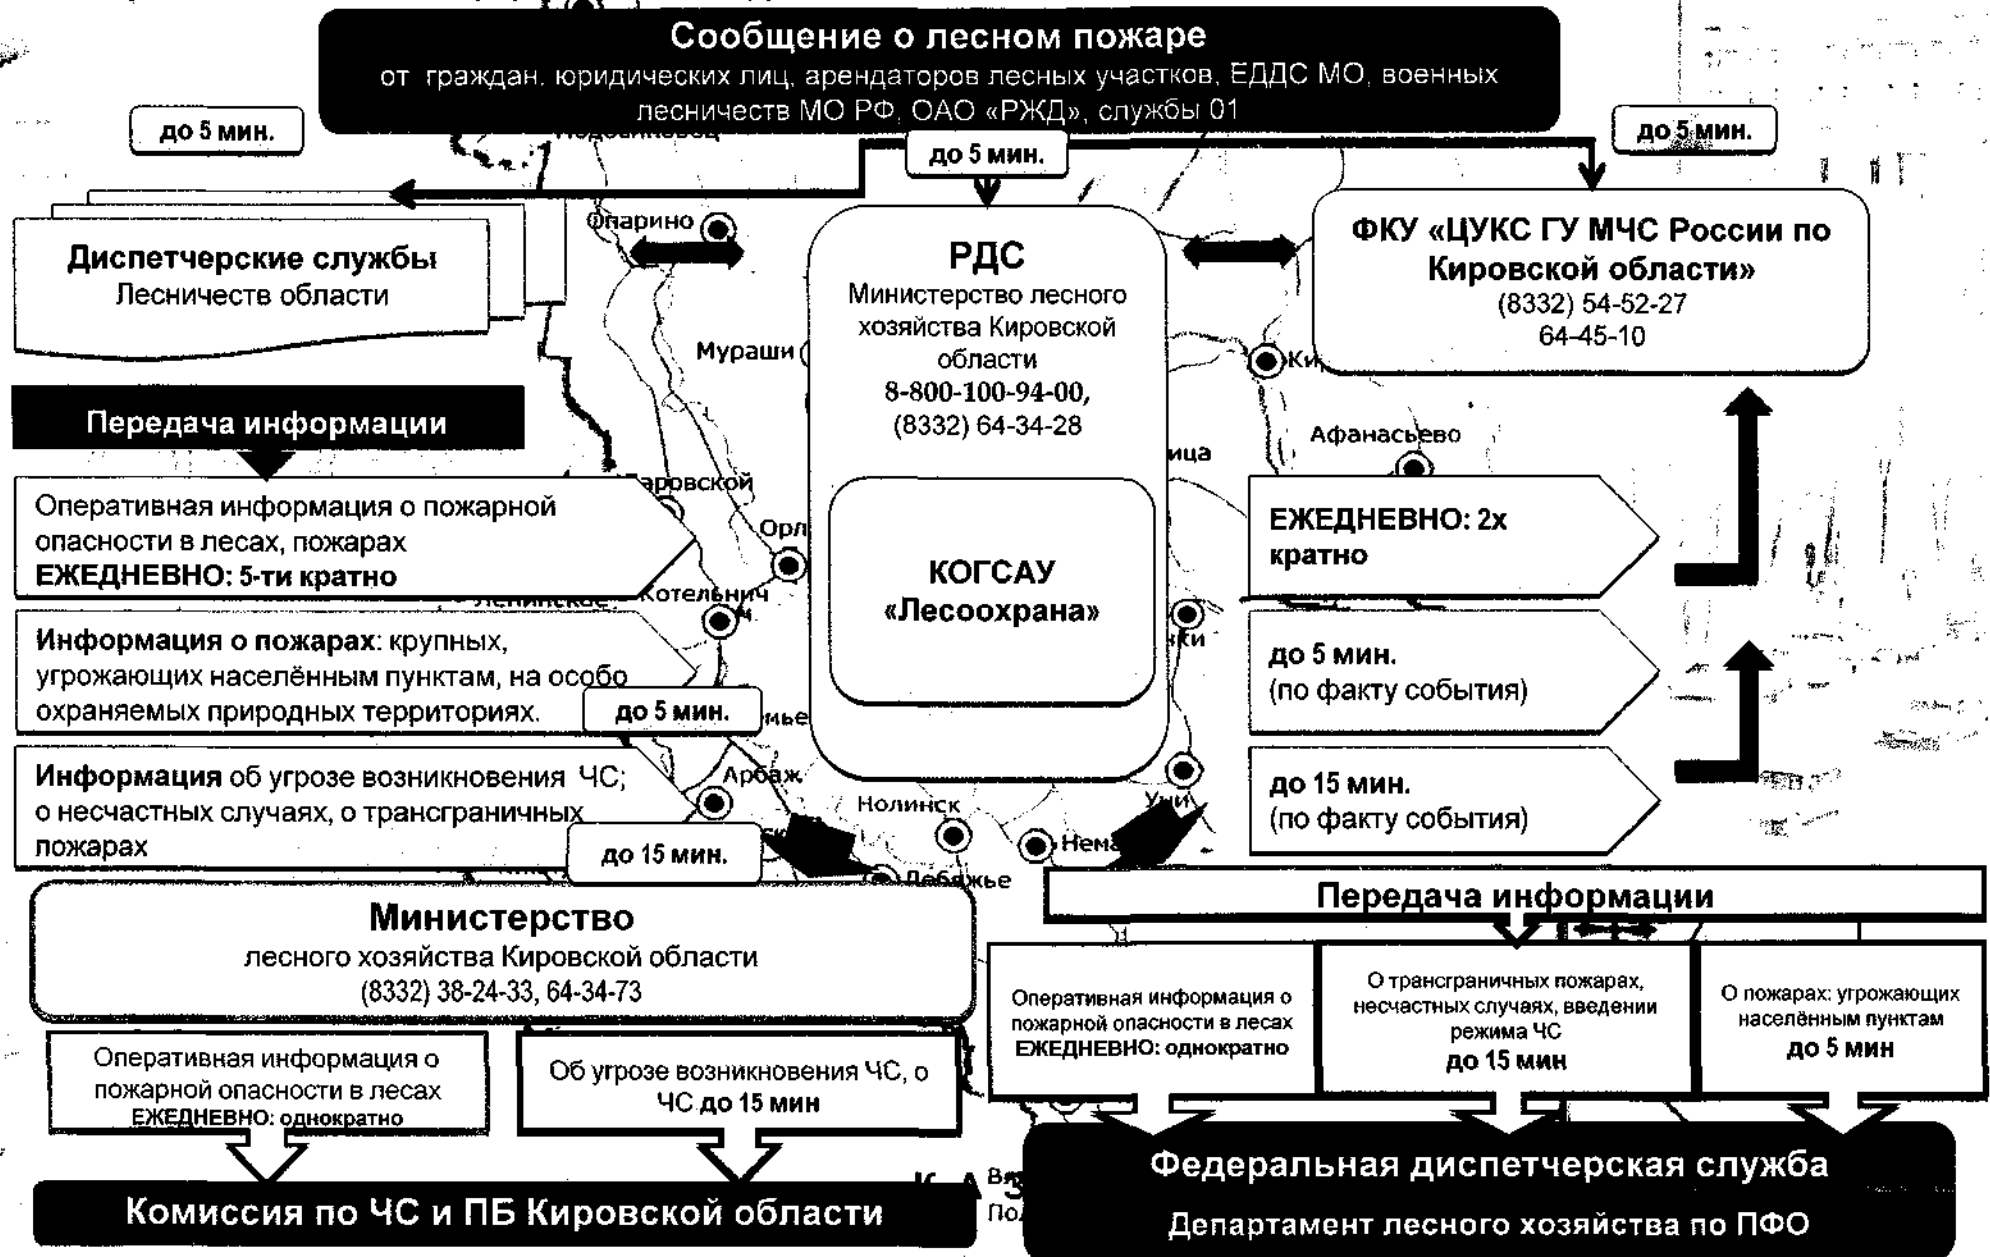 Сообщение о лесном пожаре
от граждан. юридических лиц, арендаторов лесных участков, ЕДДС МО, военных
лесничеств МО РФ, ОАО «РЖД», службы 01
до 5 мин.
до 5 мин.
до 5 мин.
Диспетчерские службы
Лесничеств области
Опарино
РДС
Министерство лесного
хозяйства Кировской
области
8-800-100-94-00,
(8332) 64-34-28
КОГСАУ
«Лесоохрана»
ФКУ «ЦУКС ГУ МЧС России по
Кировской области»
(8332) 54-52-27
64-45-10
Мураши
Афанасьево
Передача информации
Оперативная информация о пожарной
опасности в лесах, пожарах
ЕЖЕДНЕВНО: 5-ти кратно
Котельнич
Информация о пожарах: крупных,
угрожающих населённым пунктам, на особо
охраняемых природных территориях.
до 5 мин.
Информация об угрозе возникновения ЧС;
о несчастных случаях, о трансграничных
пожарах
до 15 мин.
Арбаж
Нолинск
Уни
Нема
Лебяжье
ЕЖЕДНЕВНО: 2х
кратно
до 5 мин.
(по факту события)
до 15 мин.
(по факту события)
Министерство
лесного хозяйства Кировской области
(8332) 38-24-33, 64-34-73
Оперативная информация о
пожарной опасности в лесах
ЕЖЕДНЕВНО: однократно
Об угрозе возникновения ЧС, о
ЧС до 15 мин
Комиссия по ЧС и ПБ Кировской области
Передача информации
Оперативная информация о
пожарной опасности в лесах
ЕЖЕДНЕВНО: однократно
О трансграничных пожарах,
несчастных случаях, введении
режима ЧС
до 15 мин
О пожарах: угрожающих
населённым пунктам
до 5 мин
Федеральная диспетчерская служба
Департамент лесного хозяйства по ПФО